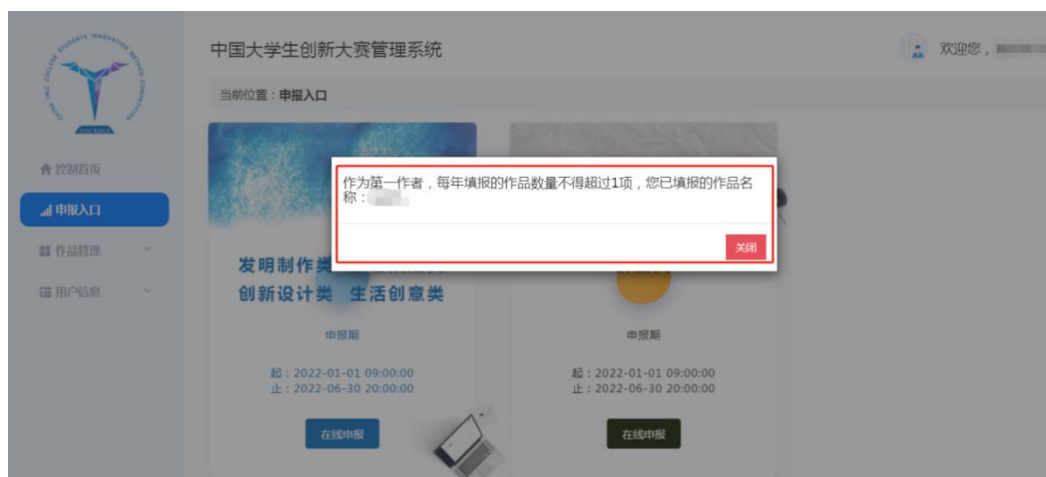 中国大学生创新大赛管理系统
欢迎您，
当前位置：申报入口
控制首页
申报入口
作品管理
用户信息
作为第一作者，每年填报的作品数量不得超过1项，您已填报的作品名
称：
关闭
发明制作类
创新设计类 生活创意类
申报期
起：2022-01-01 09:00:00
止：2022-06-30 20:00:00
在线申报
申报期
起：2022-01-01 09:00:00
止：2022-06-30 20:00:00
在线申报